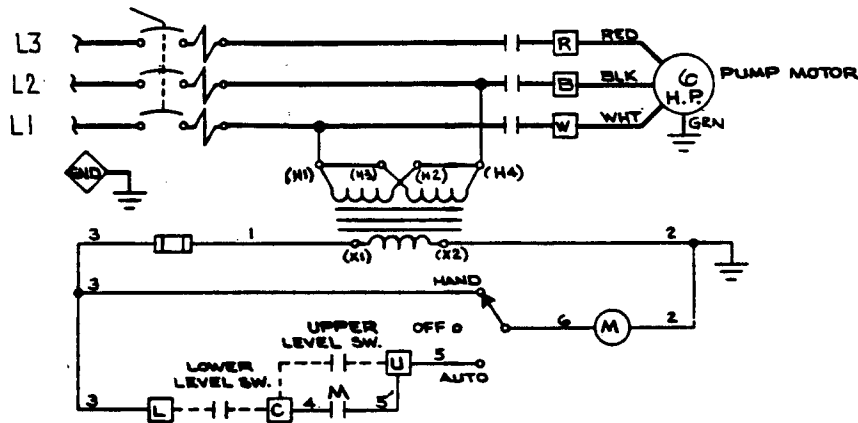 L3
R
RED
L2
B
BLK
6
H.P.
PUMP MOTOR
L1
W
WHT
GRN
GND
(H1)
(H3)
(H2)
(H4)
3
1
(X1)
(X2)
2
3
HAND
6
M
2
UPPER
LEVEL SW.
OFF
LOWER
LEVEL SW.
U
5
AUTO
3
L
C
4
M
5